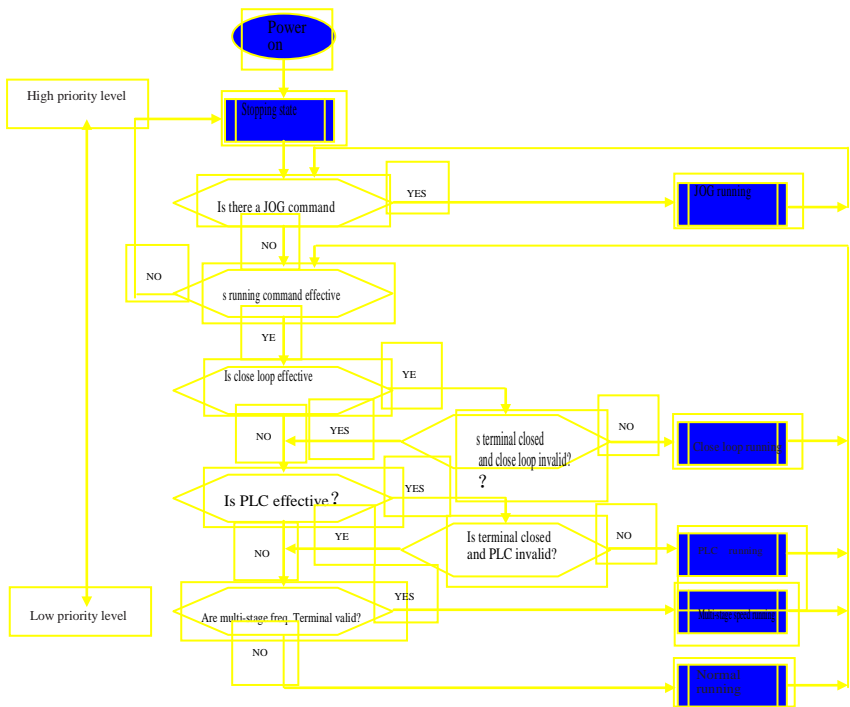 Power
on
High priority level
Stopping state
YES
JOG running
Is there a JOG command
NO
NO
s running command effective
YE
Is close loop effective
YE
NO
YES
NO
s terminal closed
and close loop invalid?
?
Close loop running
Is PLC effective?
YES
NO
YE
Is terminal closed
and PLC invalid?
NO
PLC running
Low priority level
Are multi-stage freq. Terminal valid?
YES
NO
Normal
running